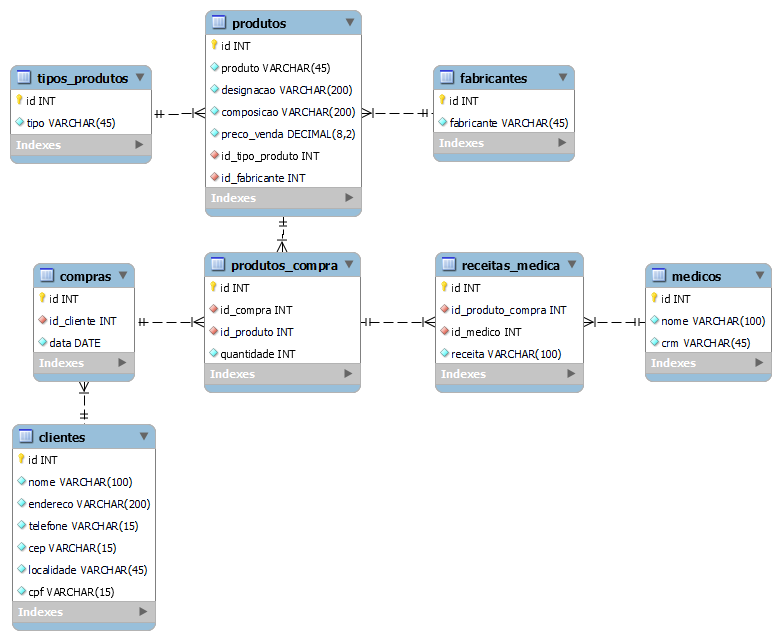 produtos
id INT
produto VARCHAR(45)
designacao VARCHAR(200)
composicao VARCHAR(200)
preco_venda DECIMAL(8,2)
id_tipo_produto INT
id_fabricante INT
Indexes
tipos_produtos
id INT
tipo VARCHAR(45)
Indexes
fabricantes
id INT
fabricante VARCHAR(45)
Indexes
compras
id INT
id_cliente INT
data DATE
Indexes
produtos_compra
id INT
id_compra INT
id_produto INT
quantidade INT
Indexes
receitas_medica
id INT
id_produto_compra INT
id_medico INT
receita VARCHAR(100)
Indexes
medicos
id INT
nome VARCHAR(100)
crm VARCHAR(45)
Indexes
clientes
id INT
nome VARCHAR(100)
endereco VARCHAR(200)
telefone VARCHAR(15)
cep VARCHAR(15)
localidade VARCHAR(45)
cpf VARCHAR(15)
Indexes